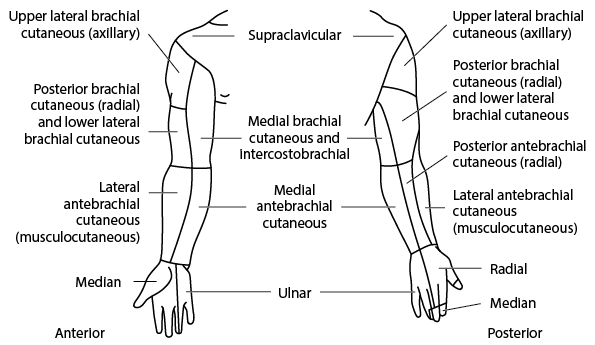 Upper lateral brachial
cutaneous (axillary)
Posterior brachial
cutaneous (radial)
and lower lateral
brachial cutaneous
Lateral
antebrachial
cutaneous
(musculocutaneous)
Median
Anterior
Supraclavicular
Medial brachial
cutaneous and
intercostobrachial
Medial
antebrachial
cutaneous
Ulnar
Upper lateral brachial
cutaneous (axillary)
Posterior brachial
cutaneous (radial)
and lower lateral
brachial cutaneous
Posterior antebrachial
cutaneous (radial)
Lateral antebrachial
cutaneous
(musculocutaneous)
Radial
Median
Posterior